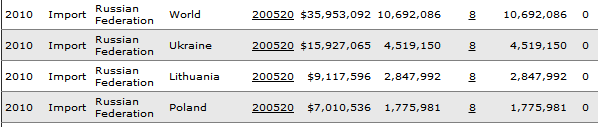 2010 Import Russian Federation World 200520 $35,953,092 10,692,086 8 10,692,086 0
2010 Import Russian Federation Ukraine 200520 $15,927,065 4,519,150 8 4,519,150 0
2010 Import Russian Federation Lithuania 200520 $9,117,596 2,847,992 8 2,847,992 0
2010 Import Russian Federation Poland 200520 $7,010,536 1,775,981 8 1,775,981 0